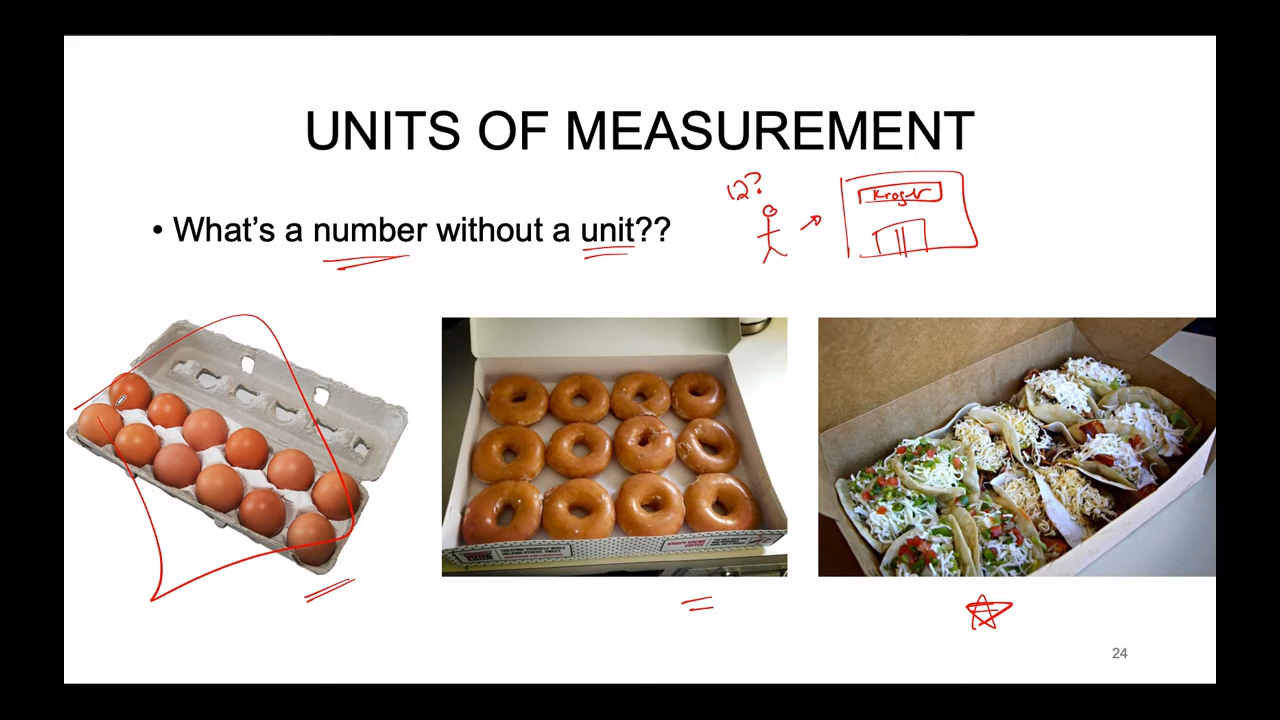 UNITS OF MEASUREMENT
12?
Kroger
• What's a number without a unit??
24